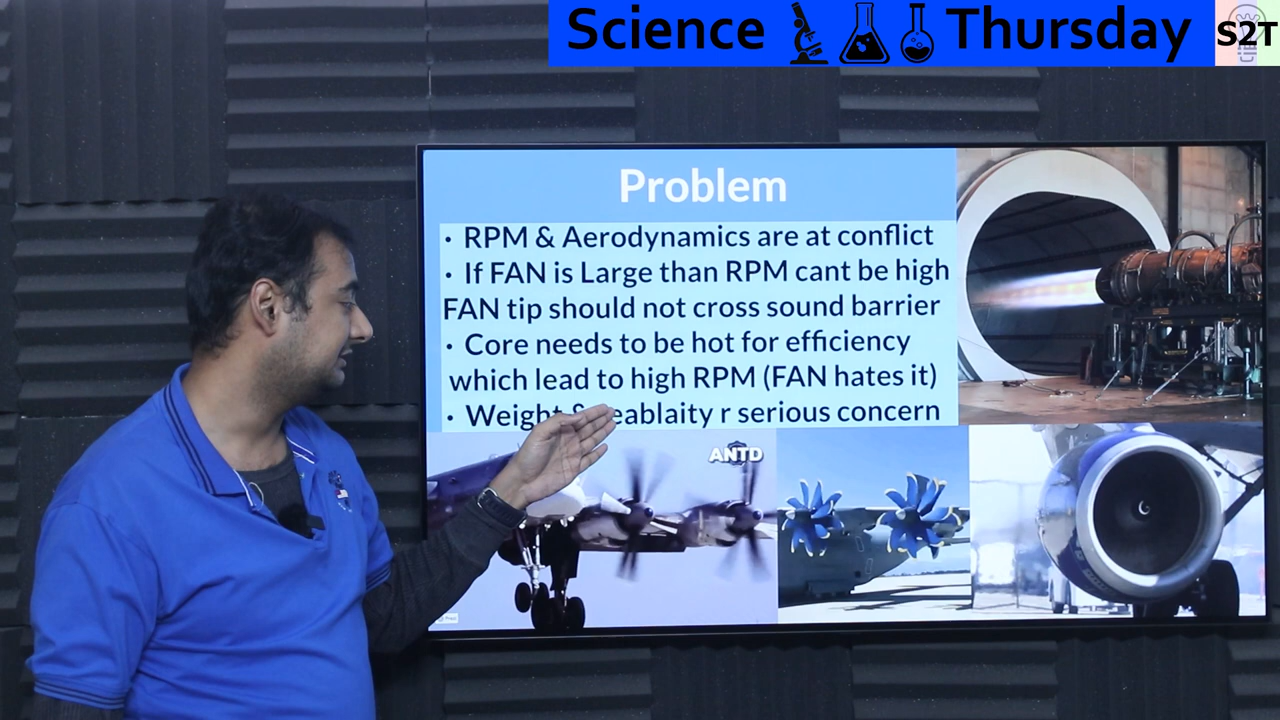 Science Thursday
S2T
Problem
• RPM & Aerodynamics are at conflict
• If FAN is Large than RPM cant be high
FAN tip should not cross sound barrier
• Core needs to be hot for efficiency
which lead to high RPM (FAN hates it)
• r serious concern
ANTD